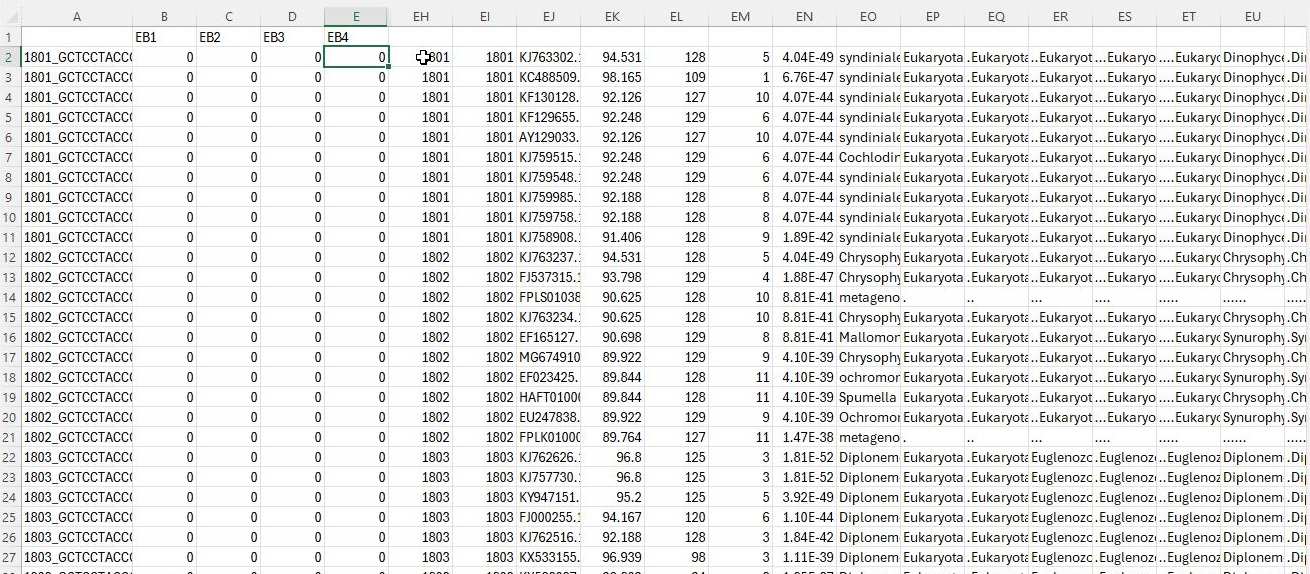 A B C D E EH EI EJ EK EL EM EN EO EP EQ ER ES ET EU
1 EB1 EB2 EB3 EB4
2 1801_GCTCCTACC 0 0 0 0 1801 1801 KJ763302. 94.531 128 5 4.04E-49 syndiniale Eukaryota .Eukaryota ..Eukaryot ...Eukaryo ....Eukaryo Dinophyce .Di
3 1801_GCTCCTACC 0 0 0 0 1801 1801 KC488509. 98.165 109 1 6.76E-47 syndiniale Eukaryota .Eukaryota ..Eukaryot ...Eukaryo ....Eukaryo Dinophyce .Di
4 1801_GCTCCTACC 0 0 0 0 1801 1801 KF130128. 92.126 127 10 4.07E-44 syndiniale Eukaryota .Eukaryota ..Eukaryot ...Eukaryo ....Eukaryo Dinophyce .Di
5 1801_GCTCCTACC 0 0 0 0 1801 1801 KF129655. 92.248 129 6 4.07E-44 syndiniale Eukaryota .Eukaryota ..Eukaryot ...Eukaryo ....Eukaryo Dinophyce .Di
6 1801_GCTCCTACC 0 0 0 0 1801 1801 AY129033. 92.126 127 10 4.07E-44 syndiniale Eukaryota .Eukaryota ..Eukaryot ...Eukaryo ....Eukaryo Dinophyce .Di
7 1801_GCTCCTACC 0 0 0 0 1801 1801 KJ759515. 92.248 129 6 4.07E-44 Cochlodin Eukaryota .Eukaryota ..Eukaryot ...Eukaryo ....Eukaryo Dinophyce .Di
8 1801_GCTCCTACC 0 0 0 0 1801 1801 KJ759548. 92.248 129 6 4.07E-44 syndiniale Eukaryota .Eukaryota ..Eukaryot ...Eukaryo ....Eukaryo Dinophyce .Di
9 1801_GCTCCTACC 0 0 0 0 1801 1801 KJ759985. 92.188 128 8 4.07E-44 syndiniale Eukaryota .Eukaryota ..Eukaryot ...Eukaryo ....Eukaryo Dinophyce .Di
10 1801_GCTCCTACC 0 0 0 0 1801 1801 KJ759758. 92.188 128 8 4.07E-44 syndiniale Eukaryota .Eukaryota ..Eukaryot ...Eukaryo ....Eukaryo Dinophyce .Di
11 1801_GCTCCTACC 0 0 0 0 1801 1801 KJ758908. 91.406 128 9 1.89E-42 syndiniale Eukaryota .Eukaryota ..Eukaryot ...Eukaryo ....Eukaryo Dinophyce .Di
12 1802_GCTCCTACC 0 0 0 0 1802 1802 KJ763237. 94.531 128 5 4.04E-49 Chrysophy Eukaryota .Eukaryota ..Eukaryot ...Eukaryo ....Eukaryo Chrysophy .Ch
13 1802_GCTCCTACC 0 0 0 0 1802 1802 FJ537315. 93.798 129 4 1.88E-47 Chrysophy Eukaryota .Eukaryota ..Eukaryot ...Eukaryo ....Eukaryo Chrysophy .Ch
14 1802_GCTCCTACC 0 0 0 0 1802 1802 FPLS01038 90.625 128 10 8.81E-41 metageno . .. ... .... ..... ...... ......
15 1802_GCTCCTACC 0 0 0 0 1802 1802 KJ763234. 90.625 128 10 8.81E-41 Chrysophy Eukaryota .Eukaryota ..Eukaryot ...Eukaryo ....Eukaryo Chrysophy .Ch
16 1802_GCTCCTACC 0 0 0 0 1802 1802 EF165127. 90.698 129 8 8.81E-41 Mallomor Eukaryota .Eukaryota ..Eukaryot ...Eukaryo ....Eukaryo Synurophy .Sy
17 1802_GCTCCTACC 0 0 0 0 1802 1802 MG674910 89.922 129 9 4.10E-39 Chrysophy Eukaryota .Eukaryota ..Eukaryot ...Eukaryo ....Eukaryo Chrysophy .Ch
18 1802_GCTCCTACC 0 0 0 0 1802 1802 EF023425. 89.844 128 11 4.10E-39 ochromor Eukaryota .Eukaryota ..Eukaryot ...Eukaryo ....Eukaryo Synurophy .Sy
19 1802_GCTCCTACC 0 0 0 0 1802 1802 HAFT0100 89.844 128 11 4.10E-39 Spumella Eukaryota .Eukaryota ..Eukaryot ...Eukaryo ....Eukaryo Chrysophy .Ch
20 1802_GCTCCTACC 0 0 0 0 1802 1802 EU247838. 89.922 129 9 4.10E-39 Ochromor Eukaryota .Eukaryota ..Eukaryot ...Eukaryo ....Eukaryo Synurophy .Sy
21 1802_GCTCCTACC 0 0 0 0 1802 1802 FPLK01000 89.764 127 11 1.47E-38 metageno . .. ... .... ..... ...... ......
22 1803_GCTCCTACC 0 0 0 0 1803 1803 KJ762626. 96.8 125 3 1.81E-52 Diplonem Eukaryota .Eukaryota Euglenozo .Euglenoz ..Euglenoz Diplonem .Di
23 1803_GCTCCTACC 0 0 0 0 1803 1803 KJ757730. 96.8 125 3 1.81E-52 Diplonem Eukaryota .Eukaryota Euglenozo .Euglenoz ..Euglenoz Diplonem .Di
24 1803_GCTCCTACC 0 0 0 0 1803 1803 KY947151. 95.2 125 5 3.92E-49 Diplonem Eukaryota .Eukaryota Euglenozo .Euglenoz ..Euglenoz Diplonem .Di
25 1803_GCTCCTACC 0 0 0 0 1803 1803 FJ000255. 94.167 120 6 1.10E-44 Diplonem Eukaryota .Eukaryota Euglenozo .Euglenoz ..Euglenoz Diplonem .Di
26 1803_GCTCCTACC 0 0 0 0 1803 1803 KJ762516. 92.188 128 3 1.84E-42 Diplonem Eukaryota .Eukaryota Euglenozo .Euglenoz ..Euglenoz Diplonem .Di
27 1803_GCTCCTACC 0 0 0 0 1803 1803 KX533155. 96.939 98 3 1.11E-39 Diplonem Eukaryota .Eukaryota Euglenozo .Euglenoz ..Euglenoz Diplonem .Di